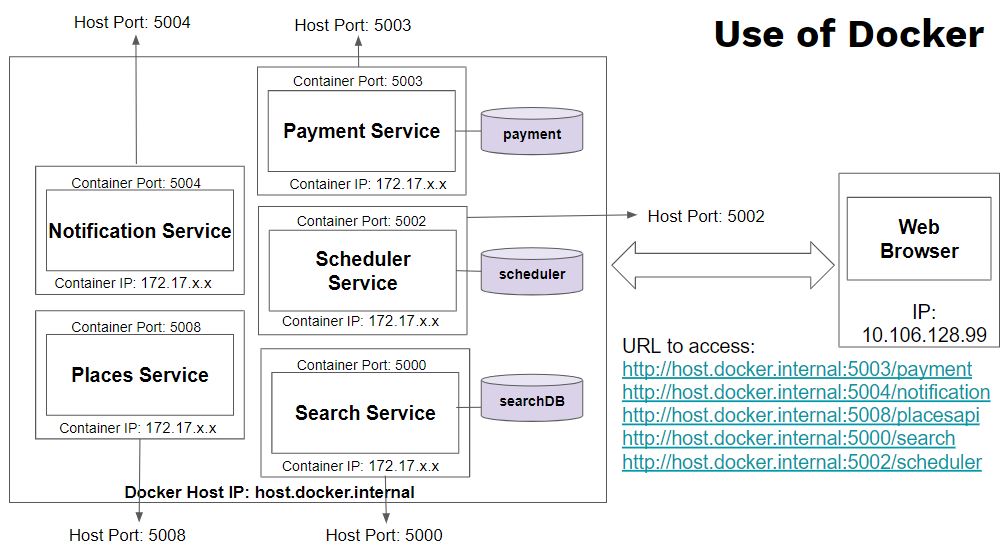 Host Port: 5004
Host Port: 5003
Use of Docker
Container Port: 5003
Payment Service
payment
Container IP: 172.17.x.x
Container Port: 5004
Notification Service
Container IP: 172.17.x.x
Container Port: 5002
Scheduler
Service
scheduler
Container IP: 172.17.x.x
Host Port: 5002
Web
Browser
IP:
10.106.128.99
Container Port: 5008
Places Service
Container IP: 172.17.x.x
Container Port: 5000
Search Service
searchDB
Container IP: 172.17.x.x
URL to access:
http://host.docker.internal:5003/payment
http://host.docker.internal:5004/notification
http://host.docker.internal:5008/placesapi
http://host.docker.internal:5000/search
http://host.docker.internal:5002/scheduler
Docker Host IP: host.docker.internal
Host Port: 5008
Host Port: 5000